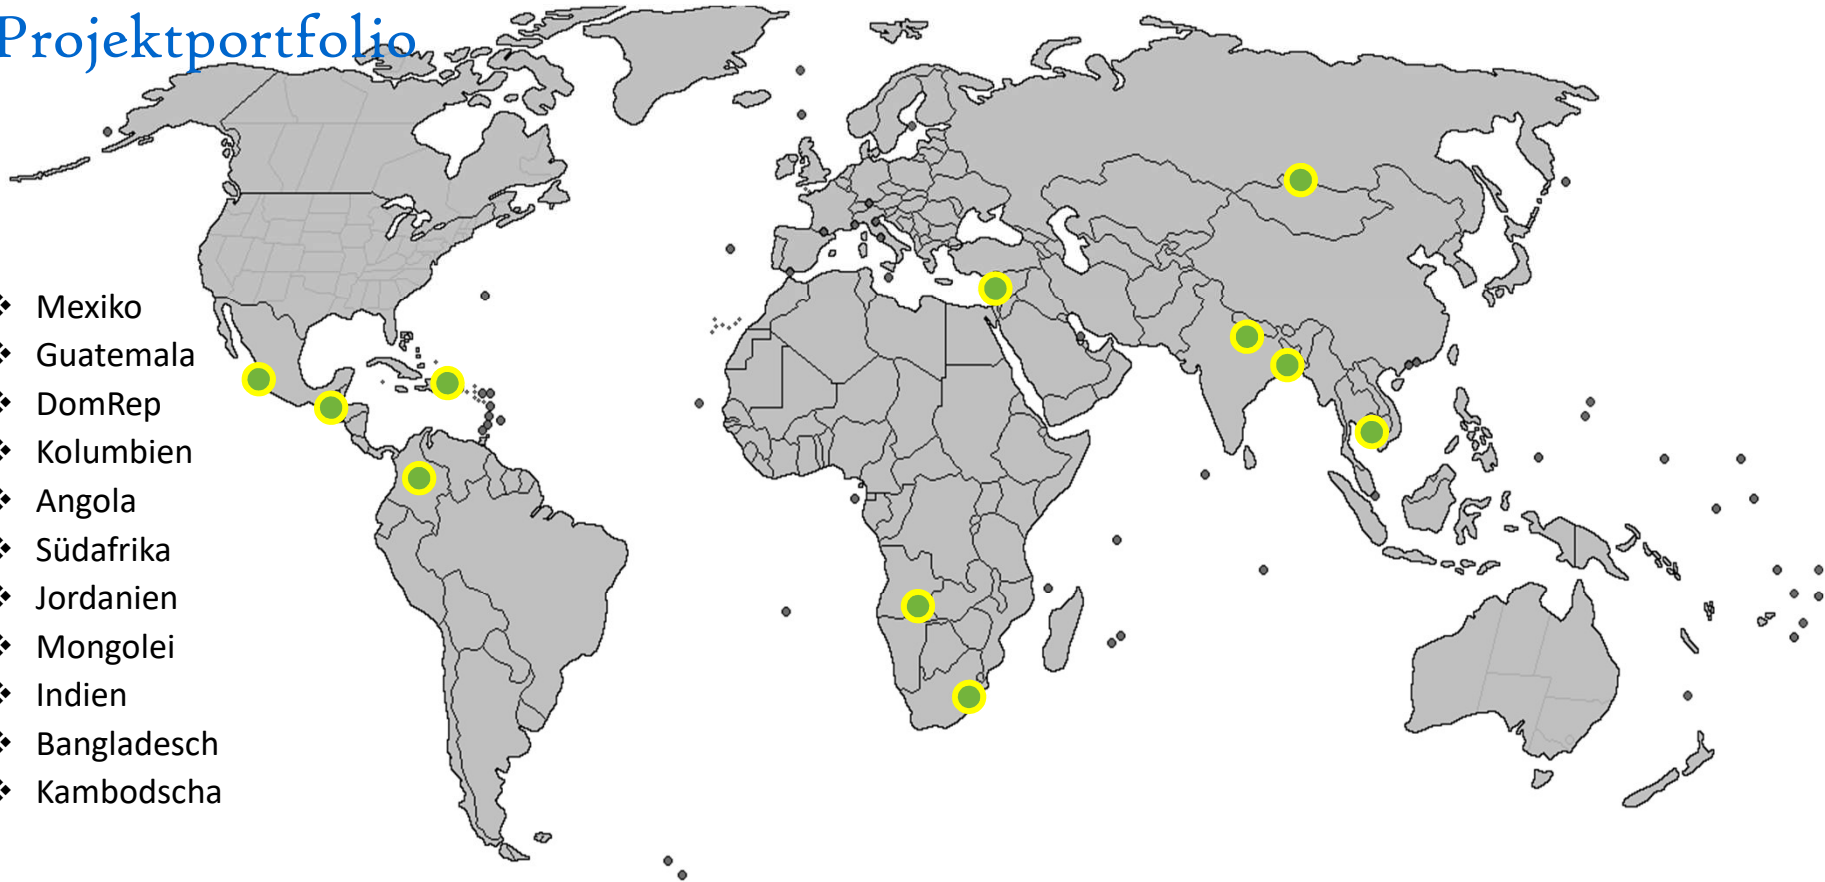 Projektportfolio
❖ Mexiko
❖ Guatemala
❖ DomRep
❖ Kolumbien
❖ Angola
❖ Südafrika
❖ Jordanien
❖ Mongolei
❖ Indien
❖ Bangladesch
❖ Kambodscha